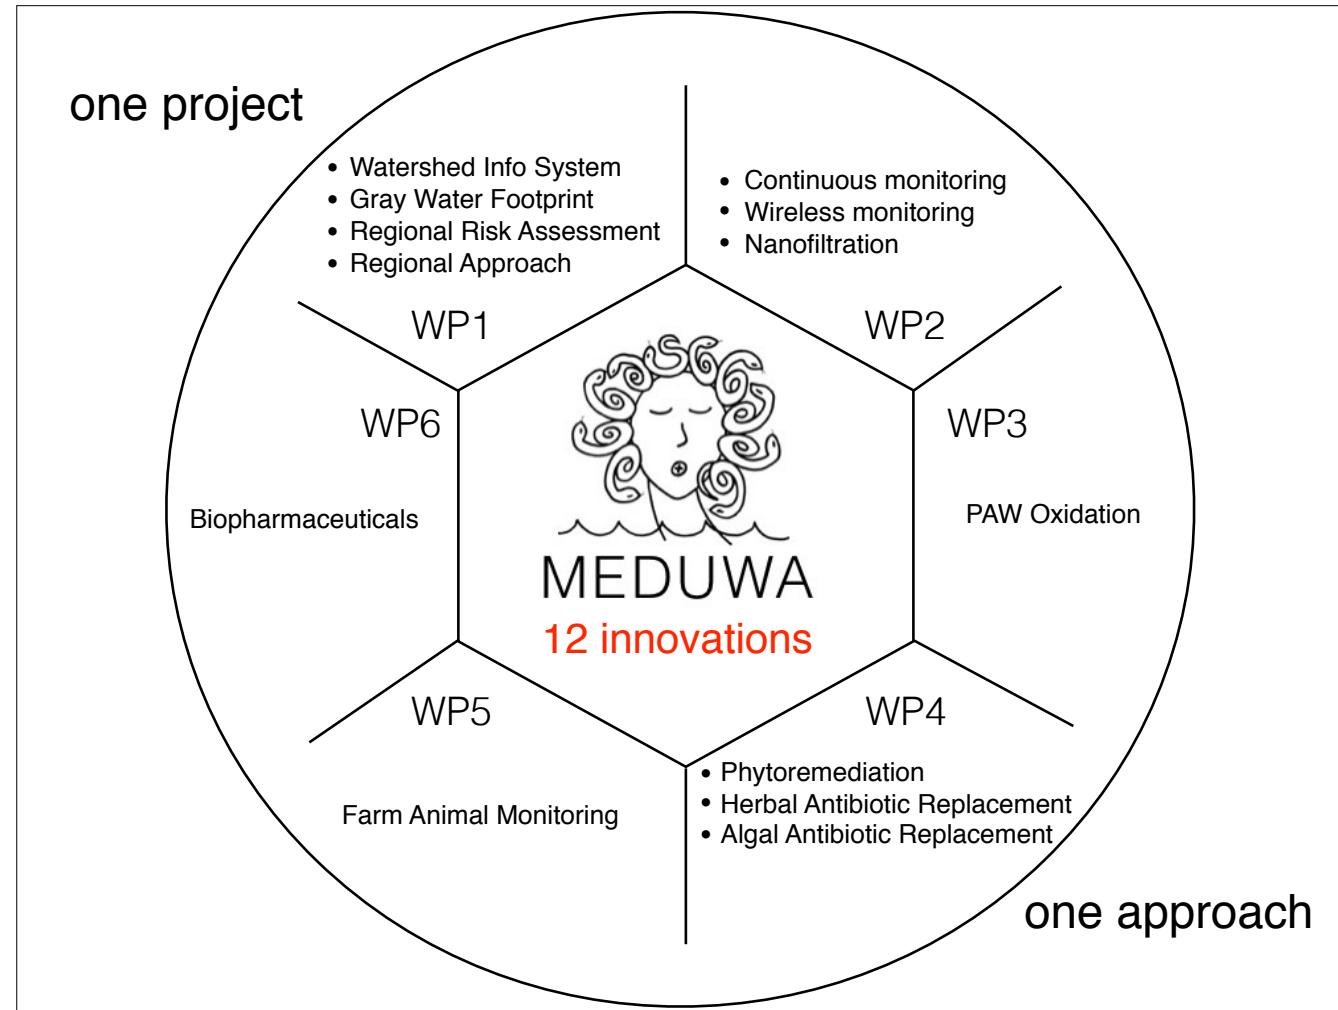 one project
• Watershed Info System
• Gray Water Footprint
• Regional Risk Assessment
• Regional Approach
WP1
• Continuous monitoring
• Wireless monitoring
• Nanofiltration
WP2
WP6
Biopharmaceuticals
WP3
PAW Oxidation
MEDUWA
12 innovations
WP5
Farm Animal Monitoring
WP4
• Phytoremediation
• Herbal Antibiotic Replacement
• Algal Antibiotic Replacement
one approach